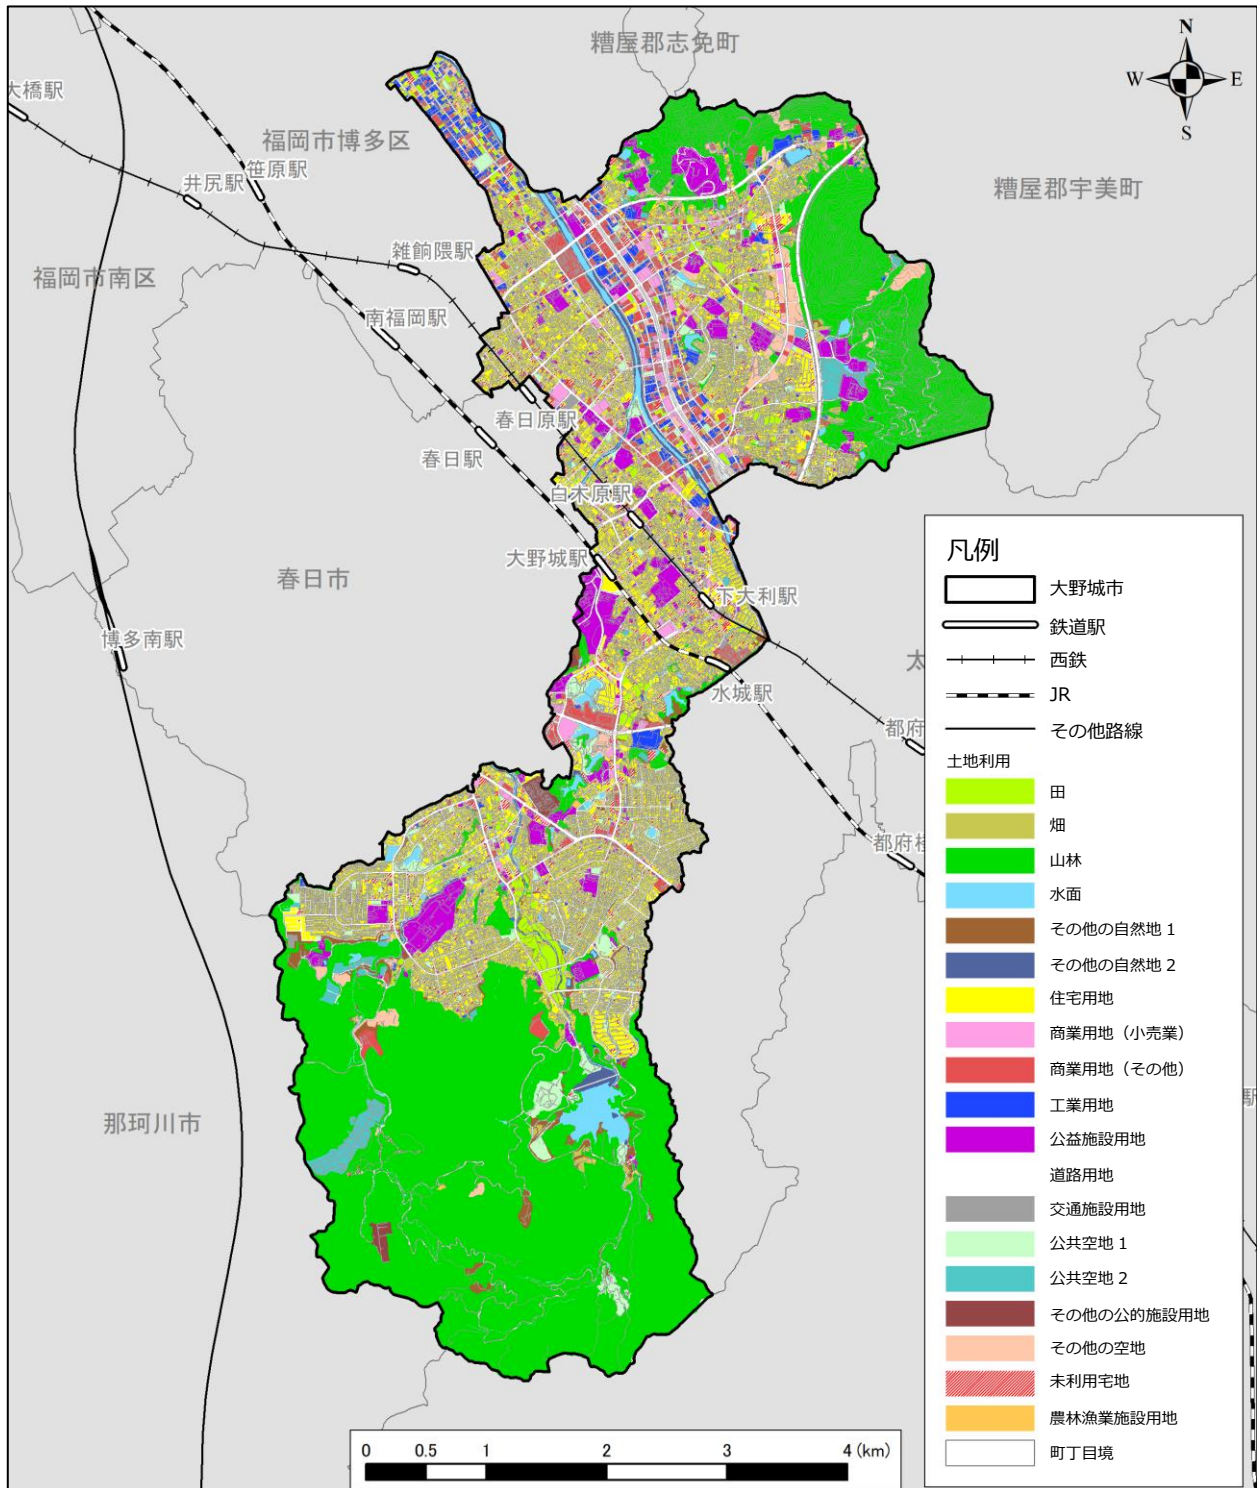 糟屋郡志免町
N
W
E
S
大橋駅
福岡市博多区
笹原駅
井尻駅
糟屋郡宇美町
雑餉隈駅
福岡市南区
南福岡駅
春日原駅
春日駅
白木原駅
大野城駅
春日市
下大利駅
博多南駅
太
水城駅
都府
都府楼
那珂川市
駅
凡例
大野城市
鉄道駅
西鉄
JR
その他路線
土地利用
田
畑
山林
水面
その他の自然地1
その他の自然地2
住宅用地
商業用地（小売業）
商業用地（その他）
工業用地
公益施設用地
道路用地
交通施設用地
公共空地1
公共空地2
その他の公的施設用地
その他の空地
未利用宅地
農林漁業施設用地
町丁目境
0 0.5 1 2 3 4 (km)